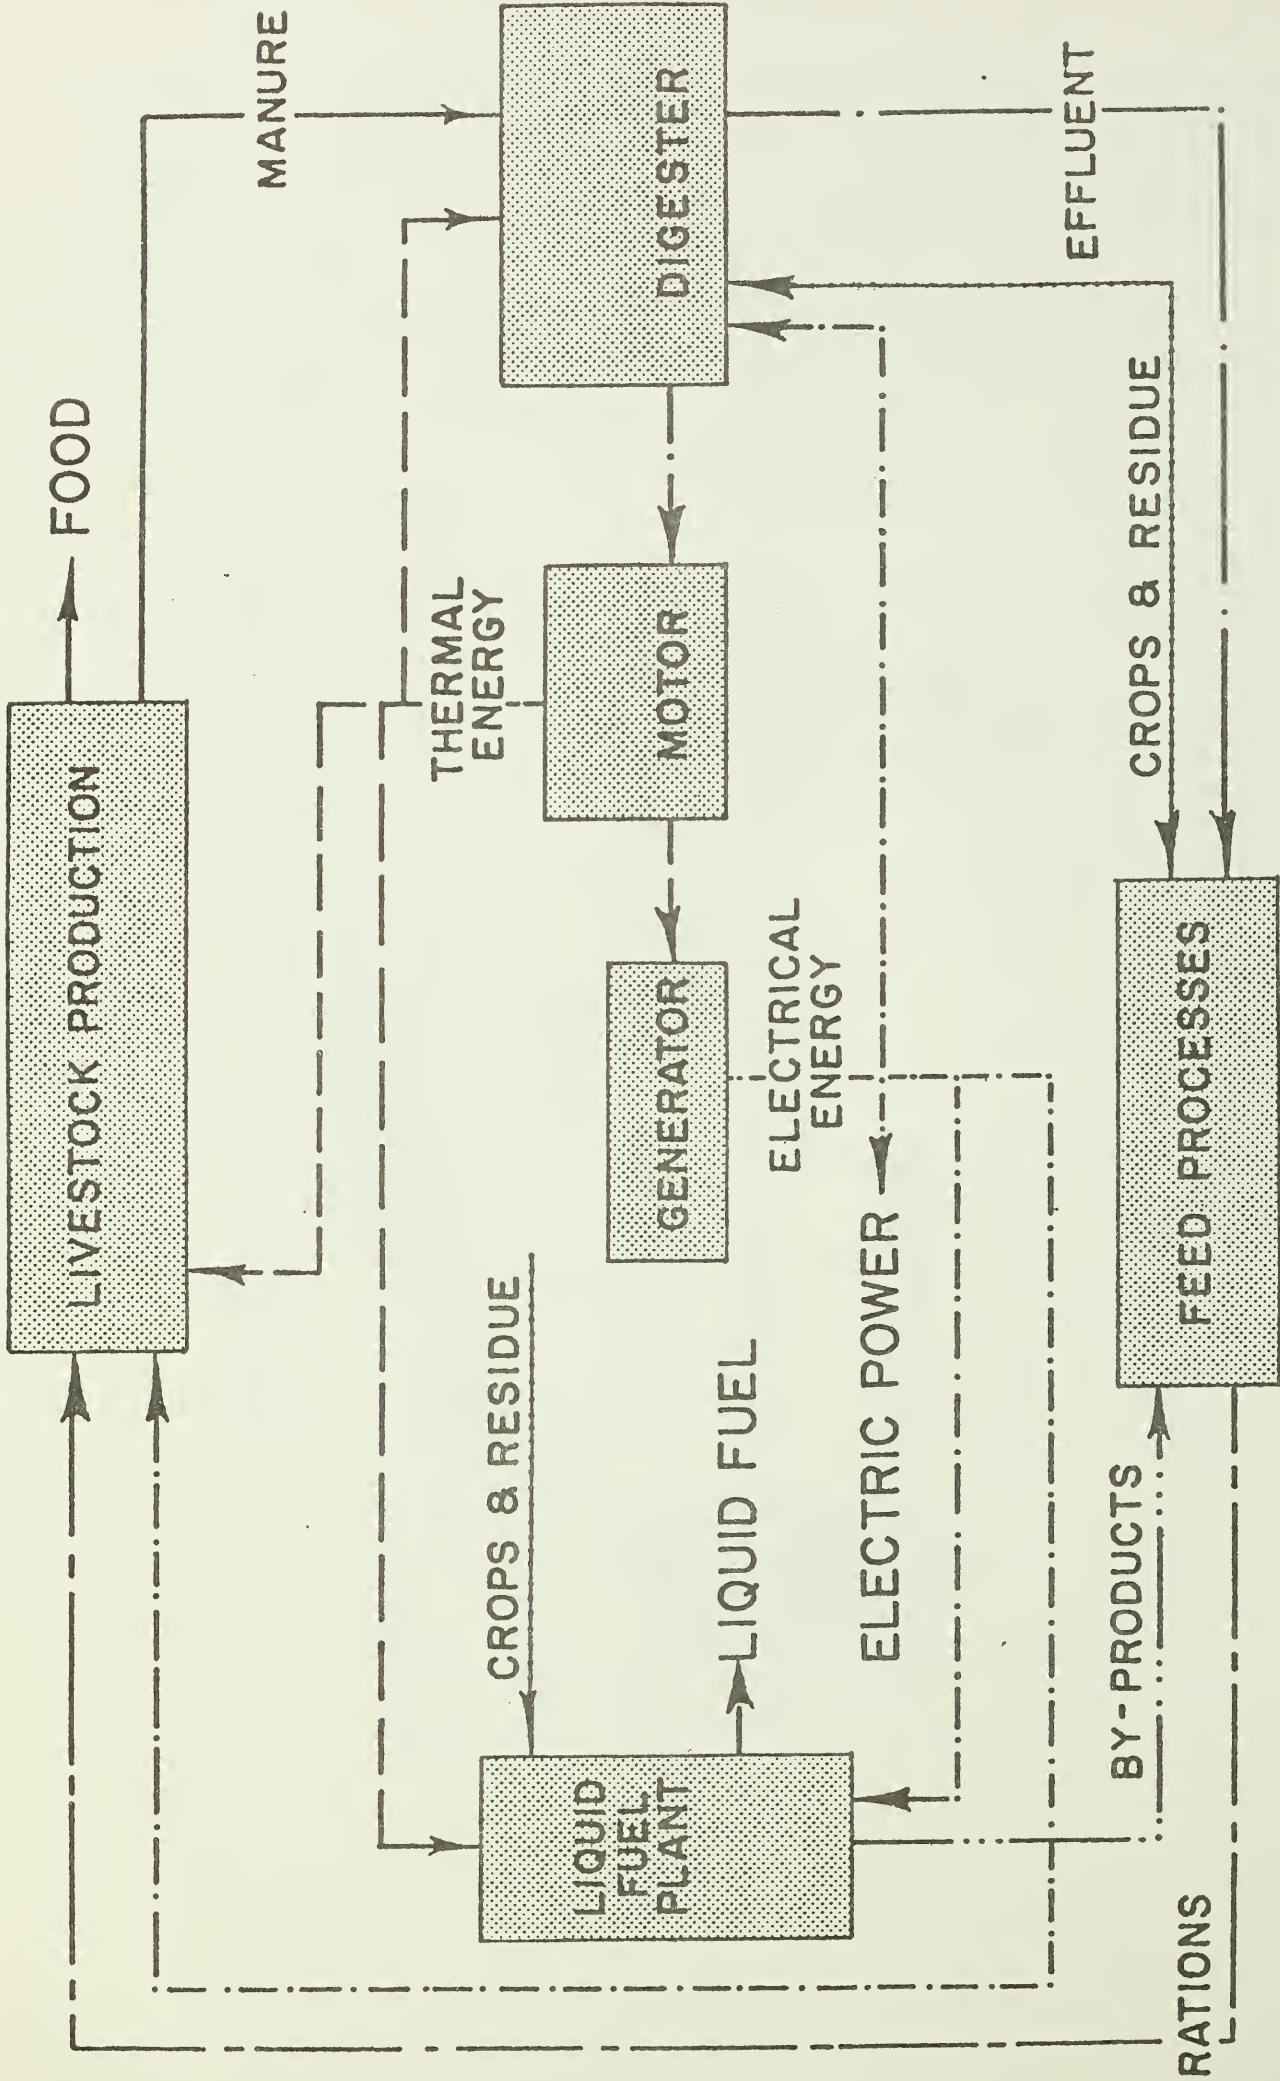 LIVESTOCK PRODUCTION
FOOD
MANURE
THERMAL
ENERGY
CROPS & RESIDUE
LIQUID
FUEL
PLANT
LIQUID FUEL
GENERATOR
MOTOR
DIGESTER
ELECTRICAL
ENERGY
ELECTRIC POWER
EFFLUENT
CROPS & RESIDUE
BY-PRODUCTS
RATIONS
FEED PROCESSES